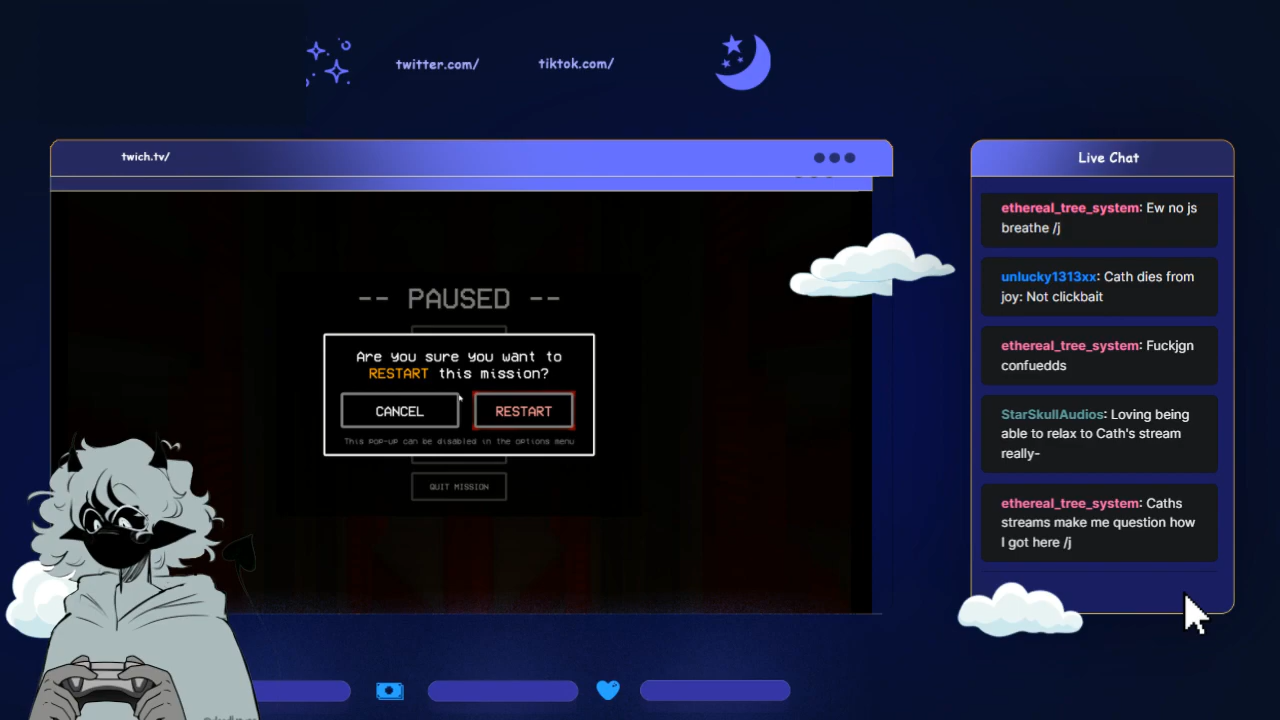 twitter.com/
tiktok.com/
twich.tv/
-- PAUSED --
Are you sure you want to
RESTART this mission?
CANCEL
RESTART
This pop-up can be disabled in the options menu
QUIT MISSION
Live Chat
ethereal_tree_system: Ew no js
breathe /j
unlucky1313xx: Cath dies from
joy: Not clickbait
ethereal_tree_system: Fuckjgn
confuedds
StarSkullAudios: Loving being
able to relax to Cath's stream
really-
ethereal_tree_system: Caths
streams make me question how
I got here /j